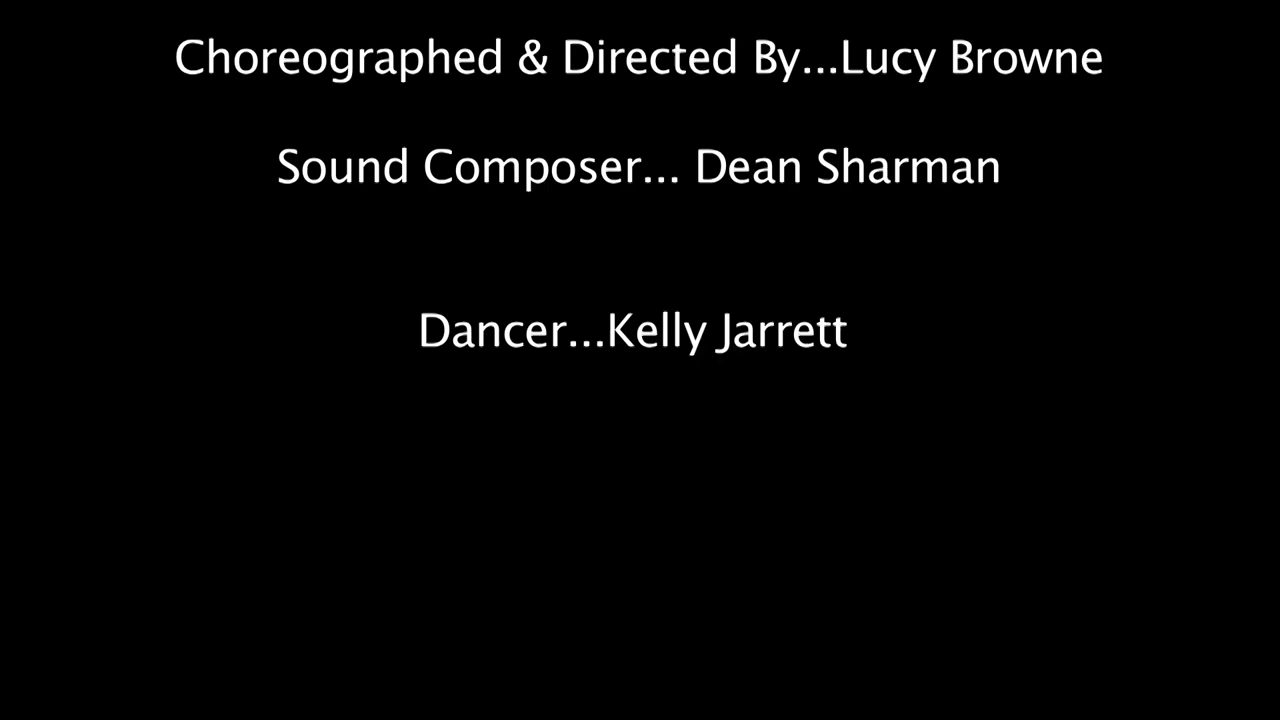 Choreographed & Directed By...Lucy Browne
Sound Composer... Dean Sharman
Dancer...Kelly Jarrett